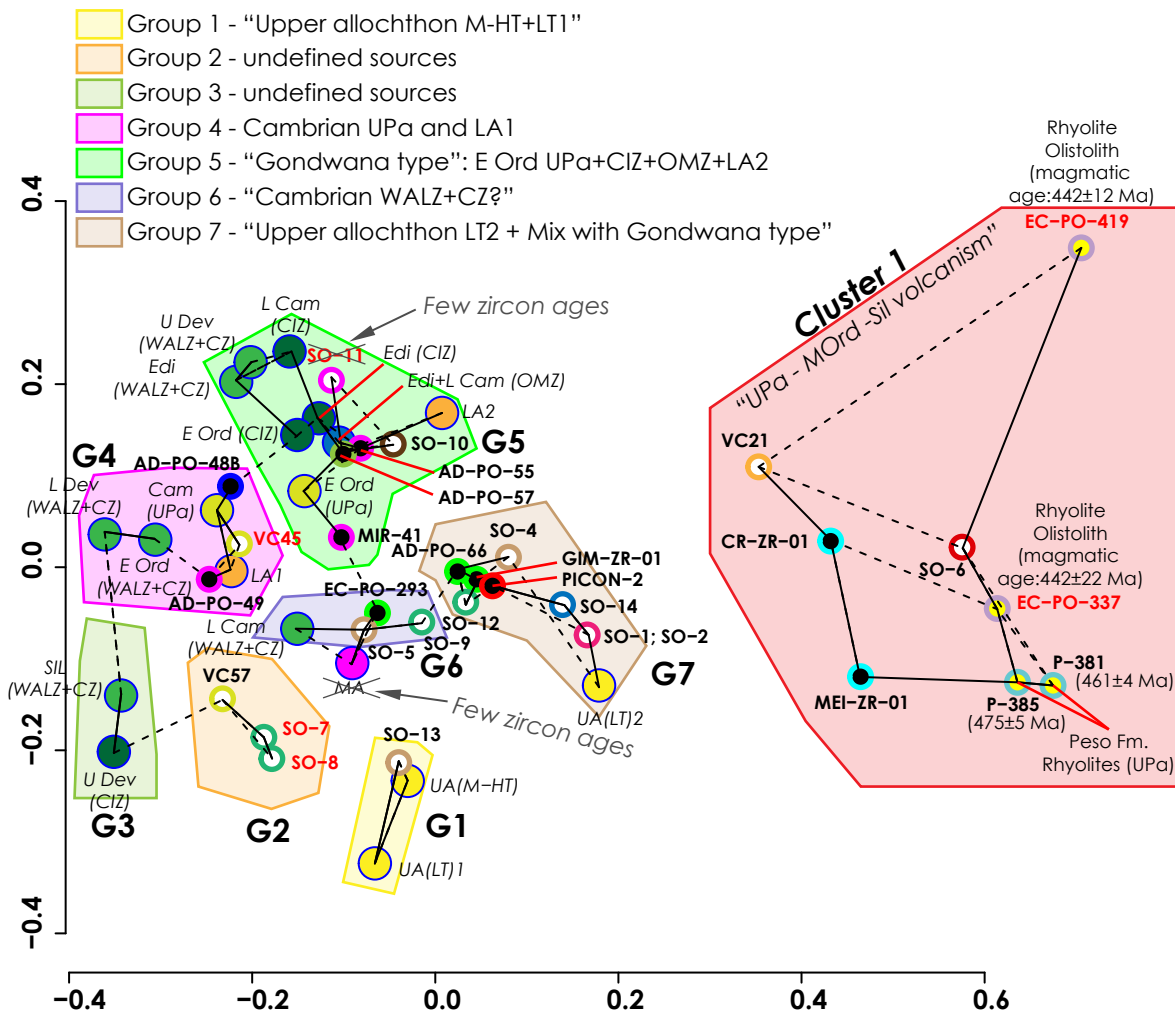 Group 1 - “Upper allochthon M-HT+LT1”
Group 2 - undefined sources
Group 3 - undefined sources
Group 4 - Cambrian UPa and LA1
Group 5 - “Gondwana type”: E Ord UPa+CIZ+OMZ+LA2
Group 6 - “Cambrian WALZ+CZ?”
Group 7 - “Upper allochthon LT2 + Mix with Gondwana type”
Rhyolite
Olistolith
(magmatic
age:442±12 Ma)
EC−PO−419
Cluster 1
“UPa - MOrd -Sil volcanism”
Few zircon ages
L Cam
(CIZ)
U Dev
(WALZ+CZ)
SO−11
Edi
(WALZ+CZ)
Edi (CIZ)
Edi+L Cam (OMZ)
LA2
E Ord (CIZ)
SO−10
G5
G4
AD−PO−48B
AD−PO−55
AD−PO−57
L Dev
(WALZ+CZ)
Cam
(UPa)
E Ord
(UPa)
MIR−41
VC45
E Ord
(WALZ+CZ)
LA1
AD−PO−49
SO−4
AD−PO−66
GIM−ZR−01
PICON−2
EC−PO−293
SO−14
SO−12
SO−9
SO−1; SO−2
L Cam
(WALZ+CZ)
SO−5
G6
G7
MA
UA(LT)2
Few zircon ages
VC21
CR−ZR−01
SO−6
Rhyolite
Olistolith
(magmatic
age:442±22 Ma)
EC−PO−337
MEI−ZR−01
P−385
(475±5 Ma)
P−381
(461±4 Ma)
Peso Fm.
Rhyolites (UPa)
SIL
(WALZ+CZ)
VC57
SO−7
SO−8
U Dev
(CIZ)
G3
G2
SO−13
UA(M−HT)
G1
UA(LT)1
0.4
0.2
0.0
−0.2
−0.4
−0.4
−0.2
0.0
0.2
0.4
0.6